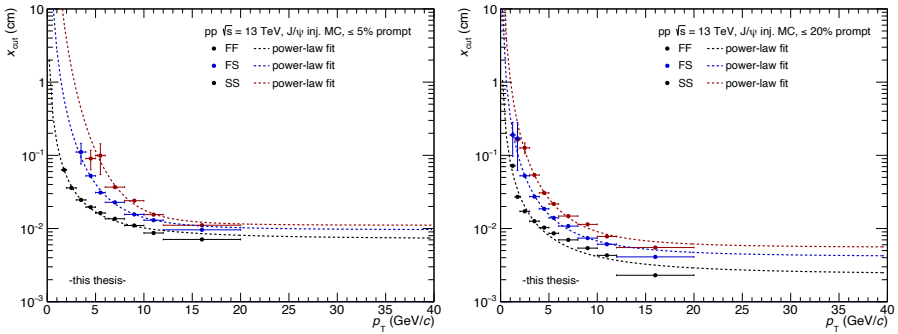 x_cut (cm)
10
1
10⁻¹
10⁻²
10⁻³
pp √s = 13 TeV, J/ψ inj. MC, ≤ 5% prompt
FF power-law fit
FS power-law fit
SS power-law fit
-this thesis-
0 5 10 15 20 25 30 35 40
p_T (GeV/c)
x_cut (cm)
10
1
10⁻¹
10⁻²
10⁻³
pp √s = 13 TeV, J/ψ inj. MC, ≤ 20% prompt
FF power-law fit
FS power-law fit
SS power-law fit
-this thesis-
0 5 10 15 20 25 30 35 40
p_T (GeV/c)